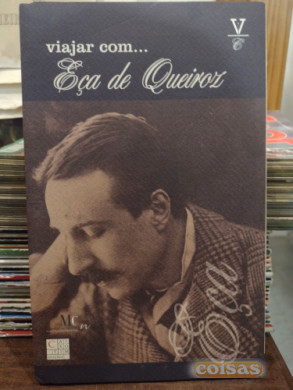 viajar com...
V
Eça de Queiroz
Eça
coisas